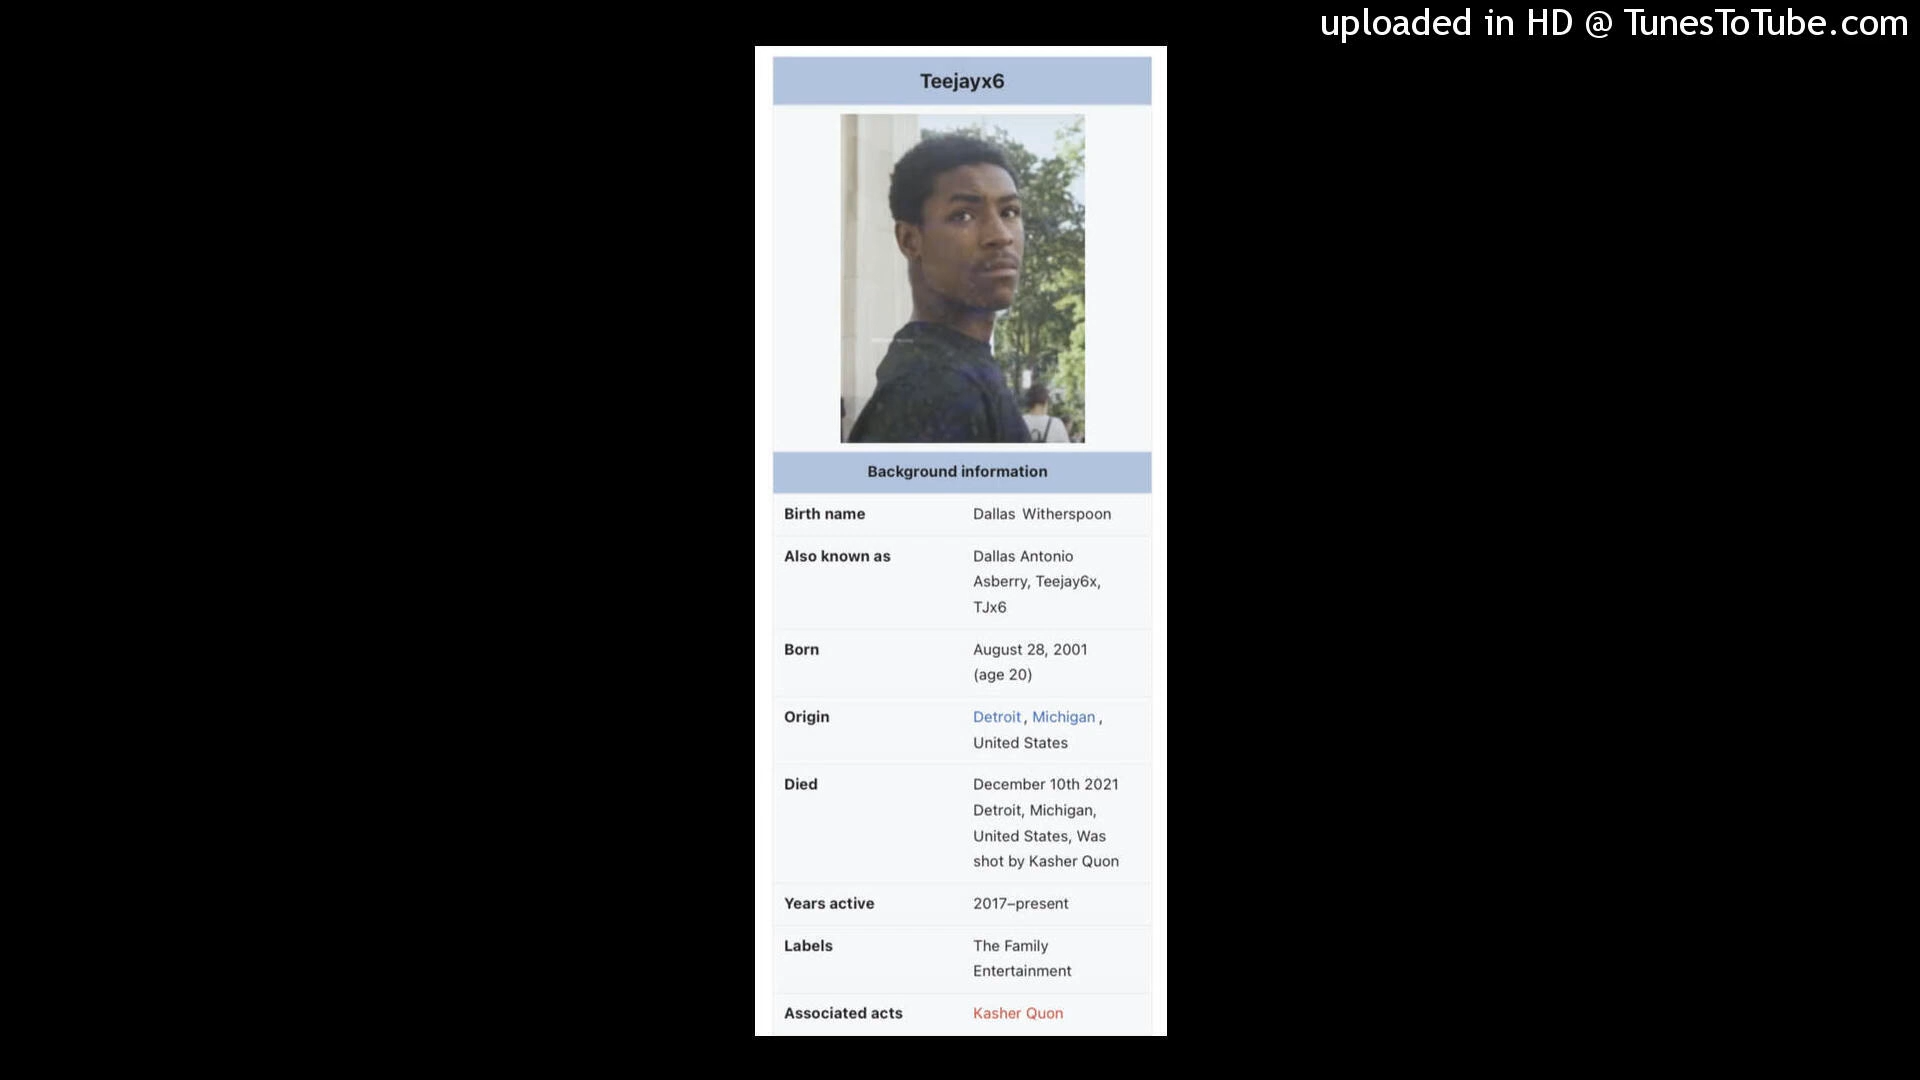 uploaded in HD @ TunesToTube.com
Teejayx6
Background information
Birth name Dallas Witherspoon
Also known as Dallas Antonio
Asberry, Teejay6x,
TJx6
Born August 28, 2001
(age 20)
Origin Detroit, Michigan,
United States
Died December 10th 2021
Detroit, Michigan,
United States, Was
shot by Kasher Quon
Years active 2017–present
Labels The Family
Entertainment
Associated acts Kasher Quon